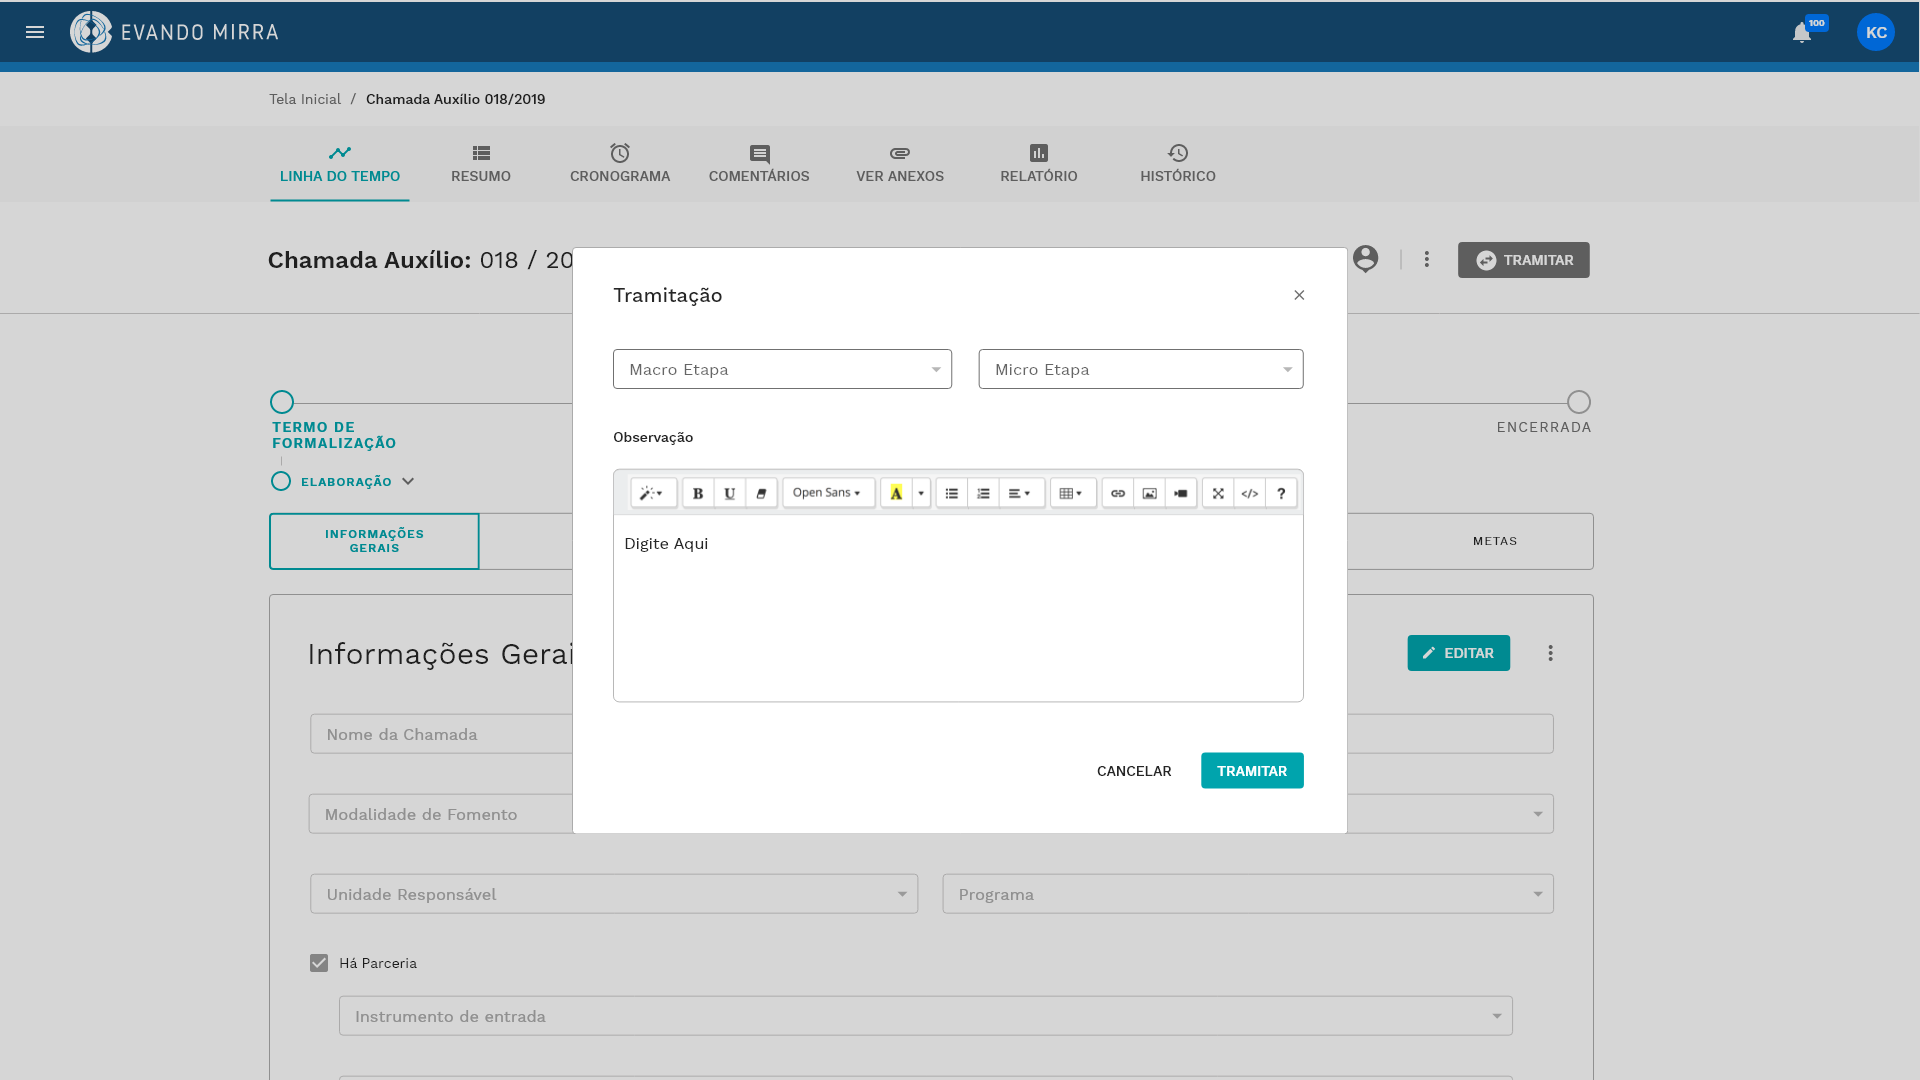 EVANDO MIRRA
100
KC
Tela Inicial / Chamada Auxílio 018/2019
LINHA DO TEMPO
RESUMO
CRONOGRAMA
COMENTÁRIOS
VER ANEXOS
RELATÓRIO
HISTÓRICO
Chamada Auxílio: 018 / 20
TRAMITAR
Tramitação
×
Macro Etapa
Micro Etapa
Observação
B U Open Sans A </> ?
Digite Aqui
CANCELAR
TRAMITAR
TERMO DE
FORMALIZAÇÃO
ENCERRADA
ELABORAÇÃO
INFORMAÇÕES
GERAIS
METAS
Informações Gerai
EDITAR
Nome da Chamada
Modalidade de Fomento
Unidade Responsável
Programa
Há Parceria
Instrumento de entrada